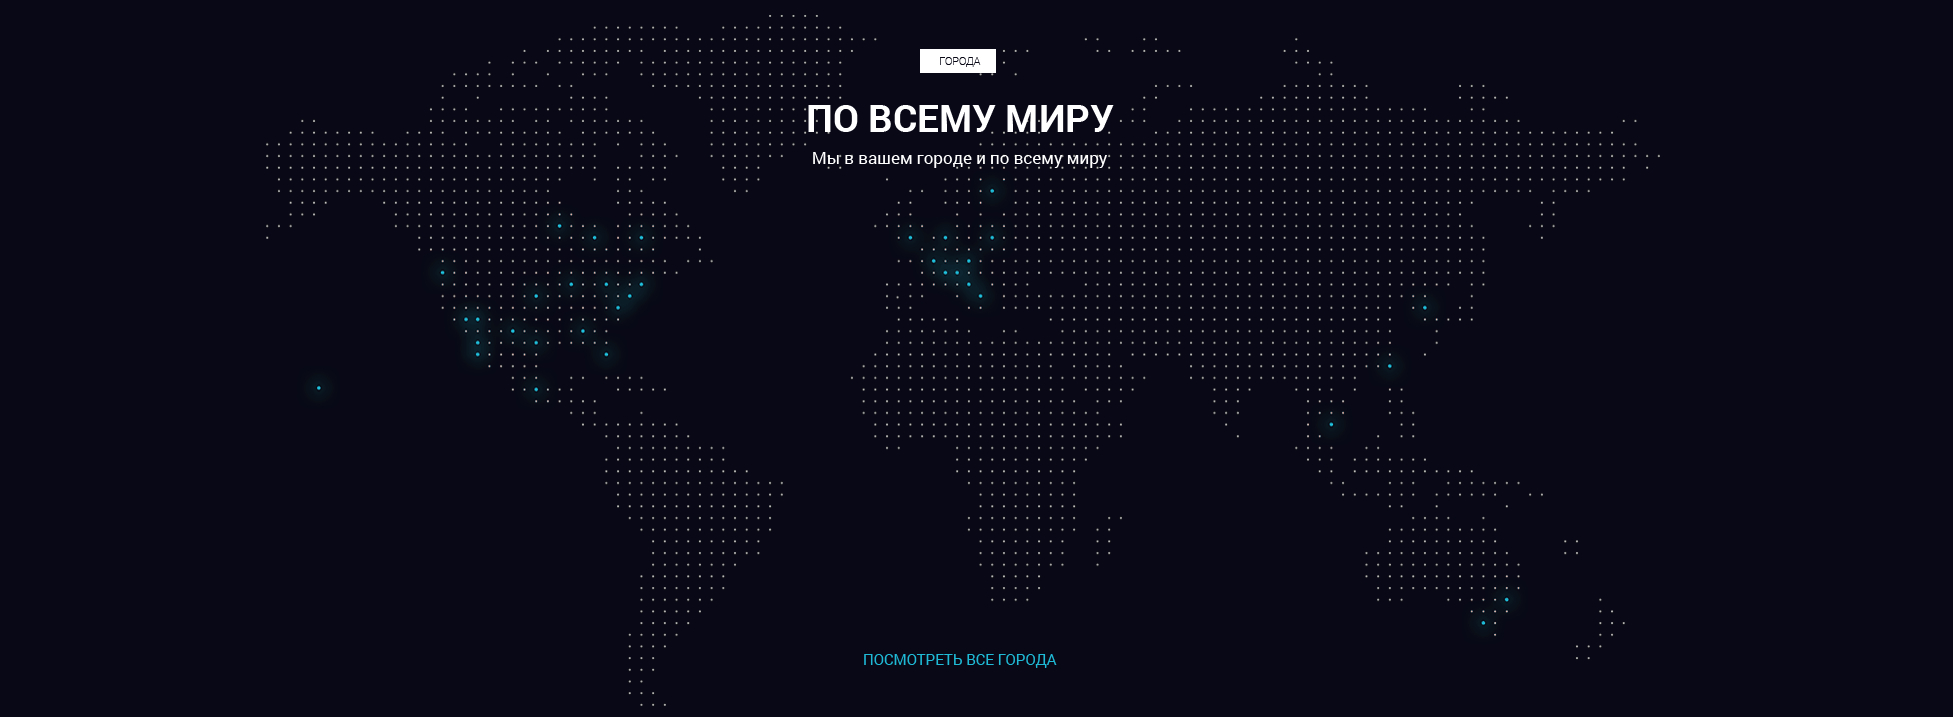 ГОРОДА
ПО ВСЕМУ МИРУ
Мы в вашем городе и по всему миру
ПОСМОТРЕТЬ ВСЕ ГОРОДА